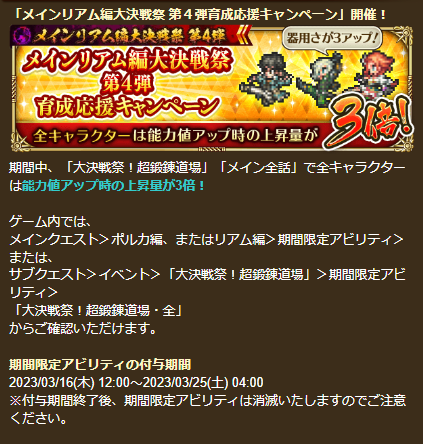 「メインリアム編大決戦祭 第４弾育成応援キャンペーン」開催！
メインリアム編大決戦祭 第4弾
器用さが3アップ！
メインリアム編大決戦祭
第4弾
育成応援キャンペーン
全キャラクターは能力値アップ時の上昇量が
3倍！
期間中、「大決戦祭！超鍛錬道場」「メイン全話」で全キャラクター
は能力値アップ時の上昇量が3倍！
ゲーム内では、
メインクエスト＞ポルカ編、またはリアム編＞期間限定アビリティ＞
または、
サブクエスト＞イベント＞「大決戦祭！超鍛錬道場」＞期間限定アビ
リティ＞
「大決戦祭！超鍛錬道場・全」
からご確認いただけます。
期間限定アビリティの付与期間
2023/03/16(木) 12:00～2023/03/25(土) 04:00
※付与期間終了後、期間限定アビリティは消滅いたしますのでご注意
ください。